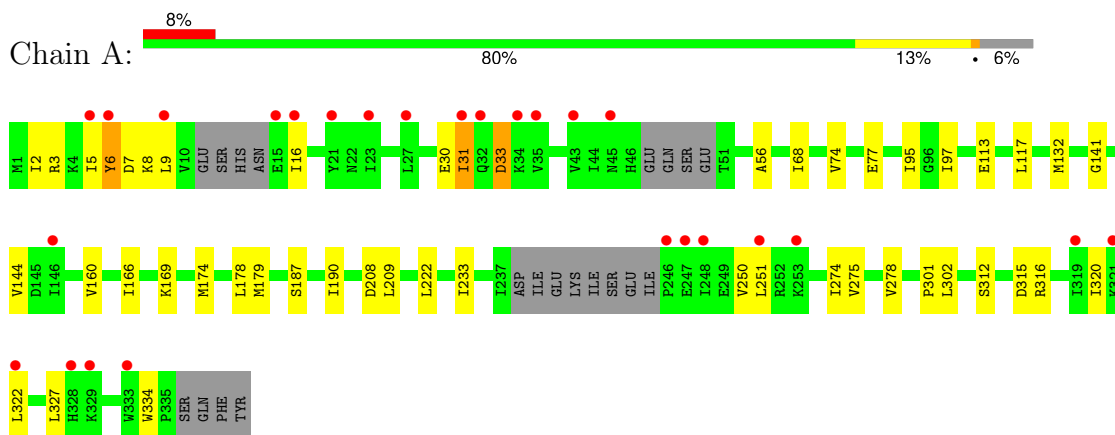 8%
Chain A:
80% 13% • 6%
M1 I2 R3 K4 I5 Y6 D7 K8 L9 V10 GLU SER HIS ASN E15 I16 Y21 N22 I23 L27 E30 I31 Q32 D33 K34 V35 V43 I44 N45 H46 GLU GLN SER GLU T51 A56 I68 V74 E77 I95 G96 I97 E113 L117 M132 G141
V144 D145 I146 V160 I166 K169 M174 L178 M179 S187 I190 D208 L209 L222 I233 I237 ASP ILE GLU LYS ILE SER GLU ILE P246 E247 I248 E249 V250 L251 R252 K253 I274 V275 V278 P301 L302 S312 D315 R316 I319 I320 K321
L322 L327 H328 K329 W333 W334 P335 SER GLN PHE TYR